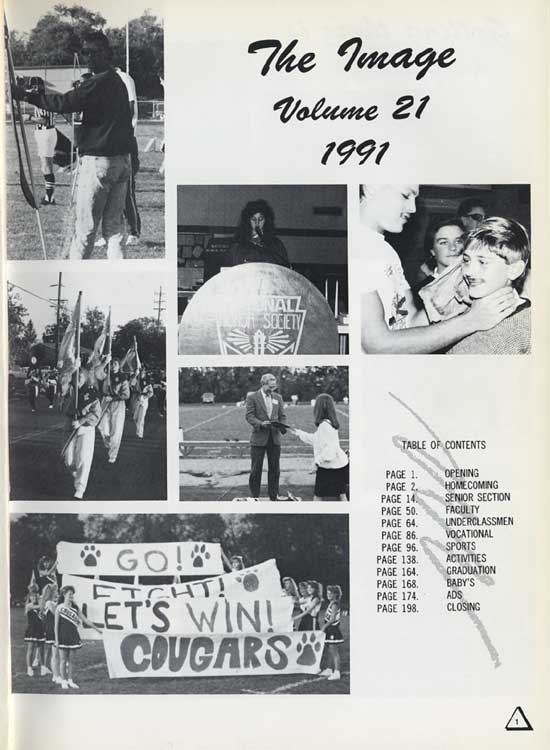 The Image
Volume 21
1991
NATIONAL
SOCIETY
TABLE OF CONTENTS
PAGE 1. OPENING
PAGE 2. HOMECOMING
PAGE 14. SENIOR SECTION
PAGE 50. FACULTY
PAGE 64. UNDERCLASSMEN
PAGE 86. VOCATIONAL
PAGE 96. SPORTS
PAGE 138. ACTIVITIES
PAGE 164. GRADUATION
PAGE 168. BABY'S
PAGE 174. ADS
PAGE 198. CLOSING
GO!
FIGHT!
LET'S WIN!
COUGARS
1